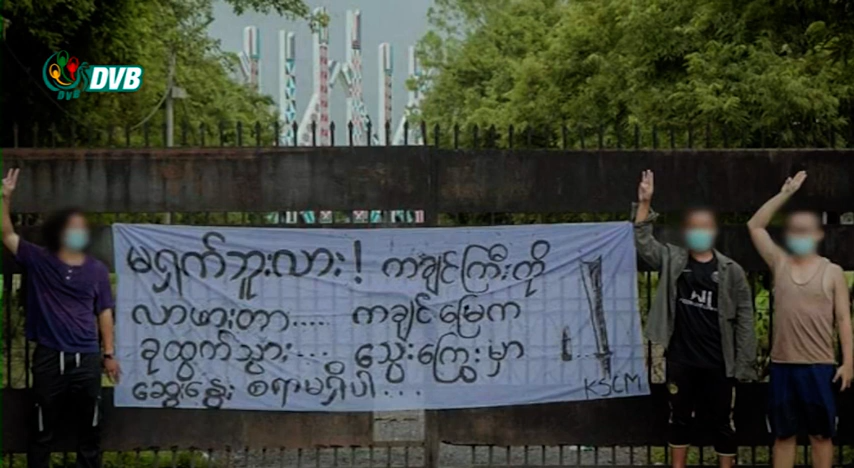 DVB
DVB
မရှက်ဘူးလား! ကချင်ကြီးကို
လာဖားတာ..... ကချင်မြေက
ခုထွက်သွား.... သွေးကြွေးမှာ
ဆွေးနွေး စရာမရှိပါ....
KSCM